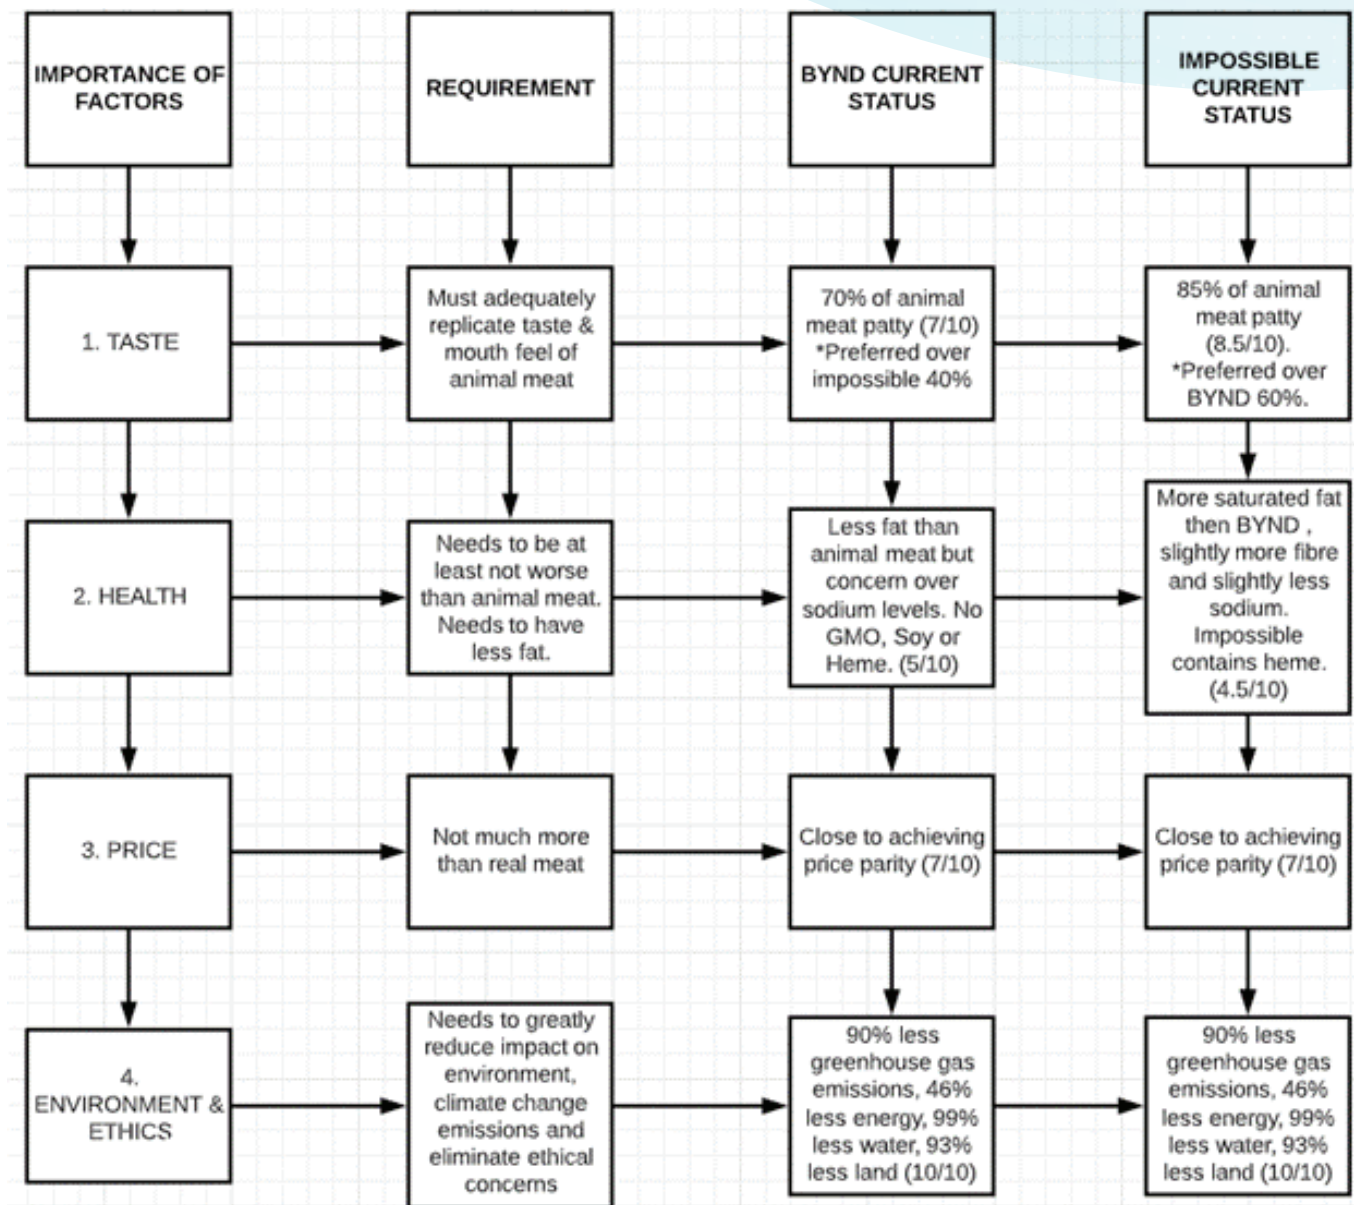 IMPORTANCE OF
FACTORS
REQUIREMENT
BYND CURRENT
STATUS
IMPOSSIBLE
CURRENT
STATUS
1. TASTE
Must adequately
replicate taste &
mouth feel of
animal meat
70% of animal
meat patty (7/10)
*Preferred over
impossible 40%
85% of animal
meat patty
(8.5/10).
*Preferred over
BYND 60%.
2. HEALTH
Needs to be at
least not worse
than animal meat.
Needs to have
less fat.
Less fat than
animal meat but
concern over
sodium levels. No
GMO, Soy or
Heme. (5/10)
More saturated fat
then BYND ,
slightly more fibre
and slightly less
sodium.
Impossible
contains heme.
(4.5/10)
3. PRICE
Not much more
than real meat
Close to achieving
price parity (7/10)
Close to achieving
price parity (7/10)
4.
ENVIRONMENT &
ETHICS
Needs to greatly
reduce impact on
environment,
climate change
emissions and
eliminate ethical
concerns
90% less
greenhouse gas
emissions, 46%
less energy, 99%
less water, 93%
less land (10/10)
90% less
greenhouse gas
emissions, 46%
less energy, 99%
less water, 93%
less land (10/10)